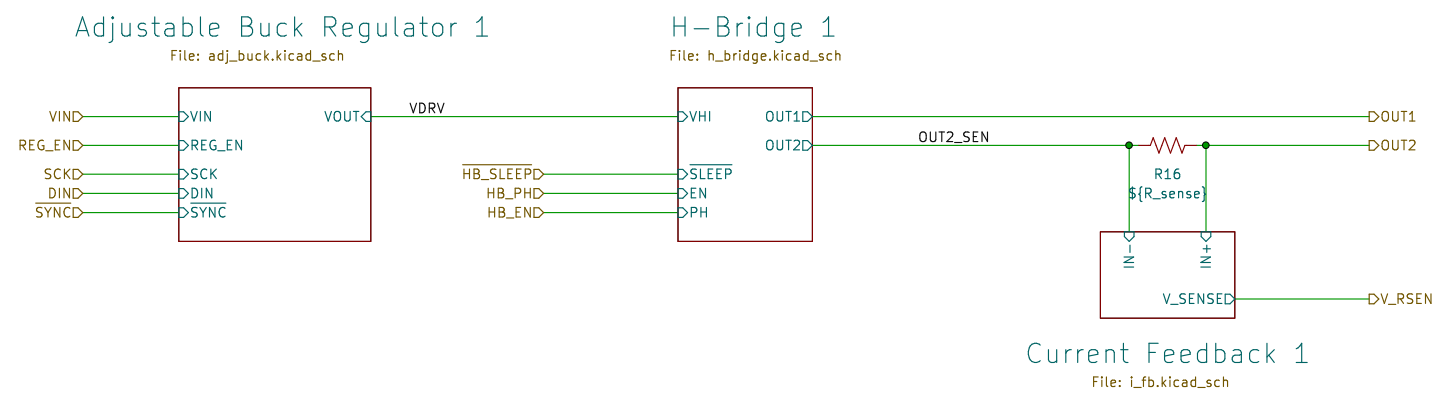 Adjustable Buck Regulator 1
File: adj_buck.kicad_sch
VIN
REG_EN
SCK
DIN
SYNC
VIN
REG_EN
SCK
DIN
SYNC
VOUT
VDRV
H-Bridge 1
File: h_bridge.kicad_sch
HB_SLEEP
HB_PH
HB_EN
VHI
SLEEP
EN
PH
OUT1
OUT2
OUT2_SEN
R16
${R_sense}
OUT1
OUT2
IN-
IN+
V_SENSE
V_RSEN
Current Feedback 1
File: i_fb.kicad_sch